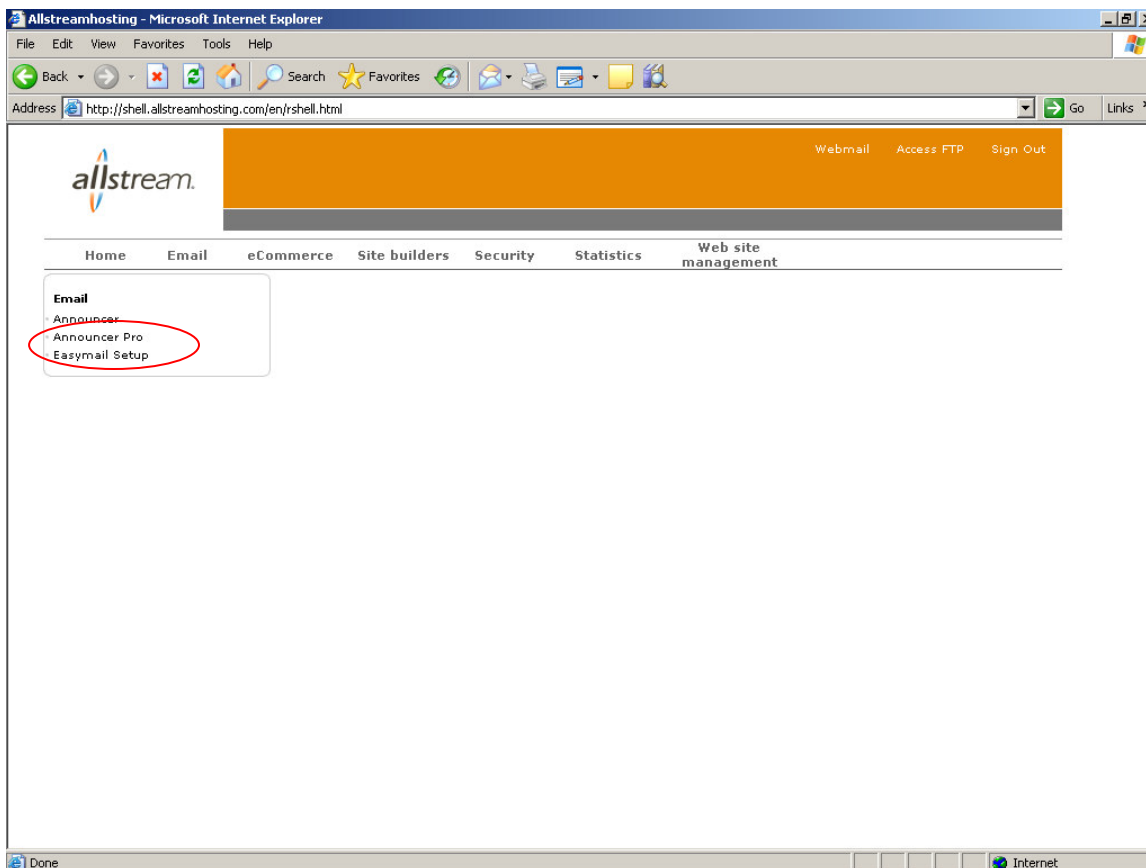 Allstreamhosting - Microsoft Internet Explorer
File Edit View Favorites Tools Help
Back Search Favorites
Address http://shell.allstreamhosting.com/en/rshell.html Go Links
allstream.
Webmail Access FTP Sign Out
Home Email eCommerce Site builders Security Statistics Web site
management
Email
Announcer
Announcer Pro
Easymail Setup
Done Internet